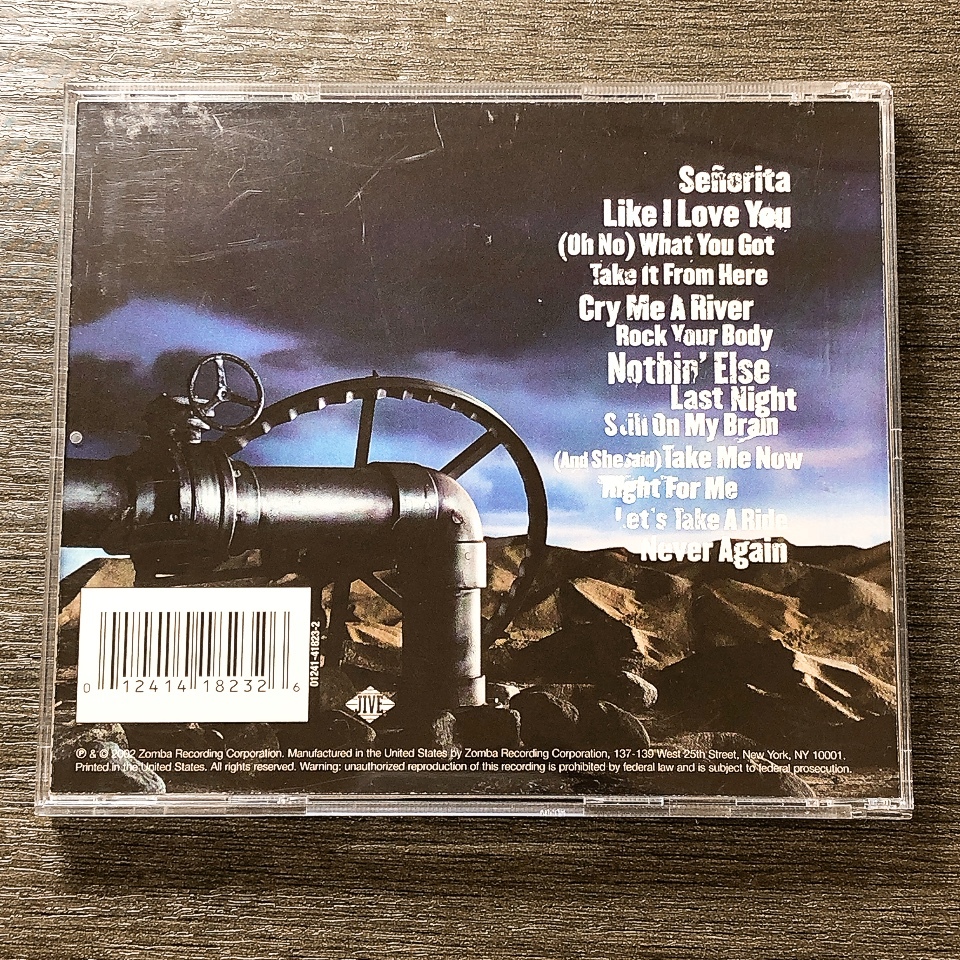 Señorita
Like I Love You
(Oh No) What You Got
Take It From Here
Cry Me A River
Rock Your Body
Nothin' Else
Last Night
Still On My Brain
(And She Said) Take Me Now
Right For Me
Let's Take A Ride
Never Again
0 12414 18232 6
01241-41823-2
JIVE
℗ & © 2002 Zomba Recording Corporation. Manufactured in the United States by Zomba Recording Corporation, 137-139 West 25th Street, New York, NY 10001.
Printed in the United States. All rights reserved. Warning: unauthorized reproduction of this recording is prohibited by federal law and is subject to federal prosecution.